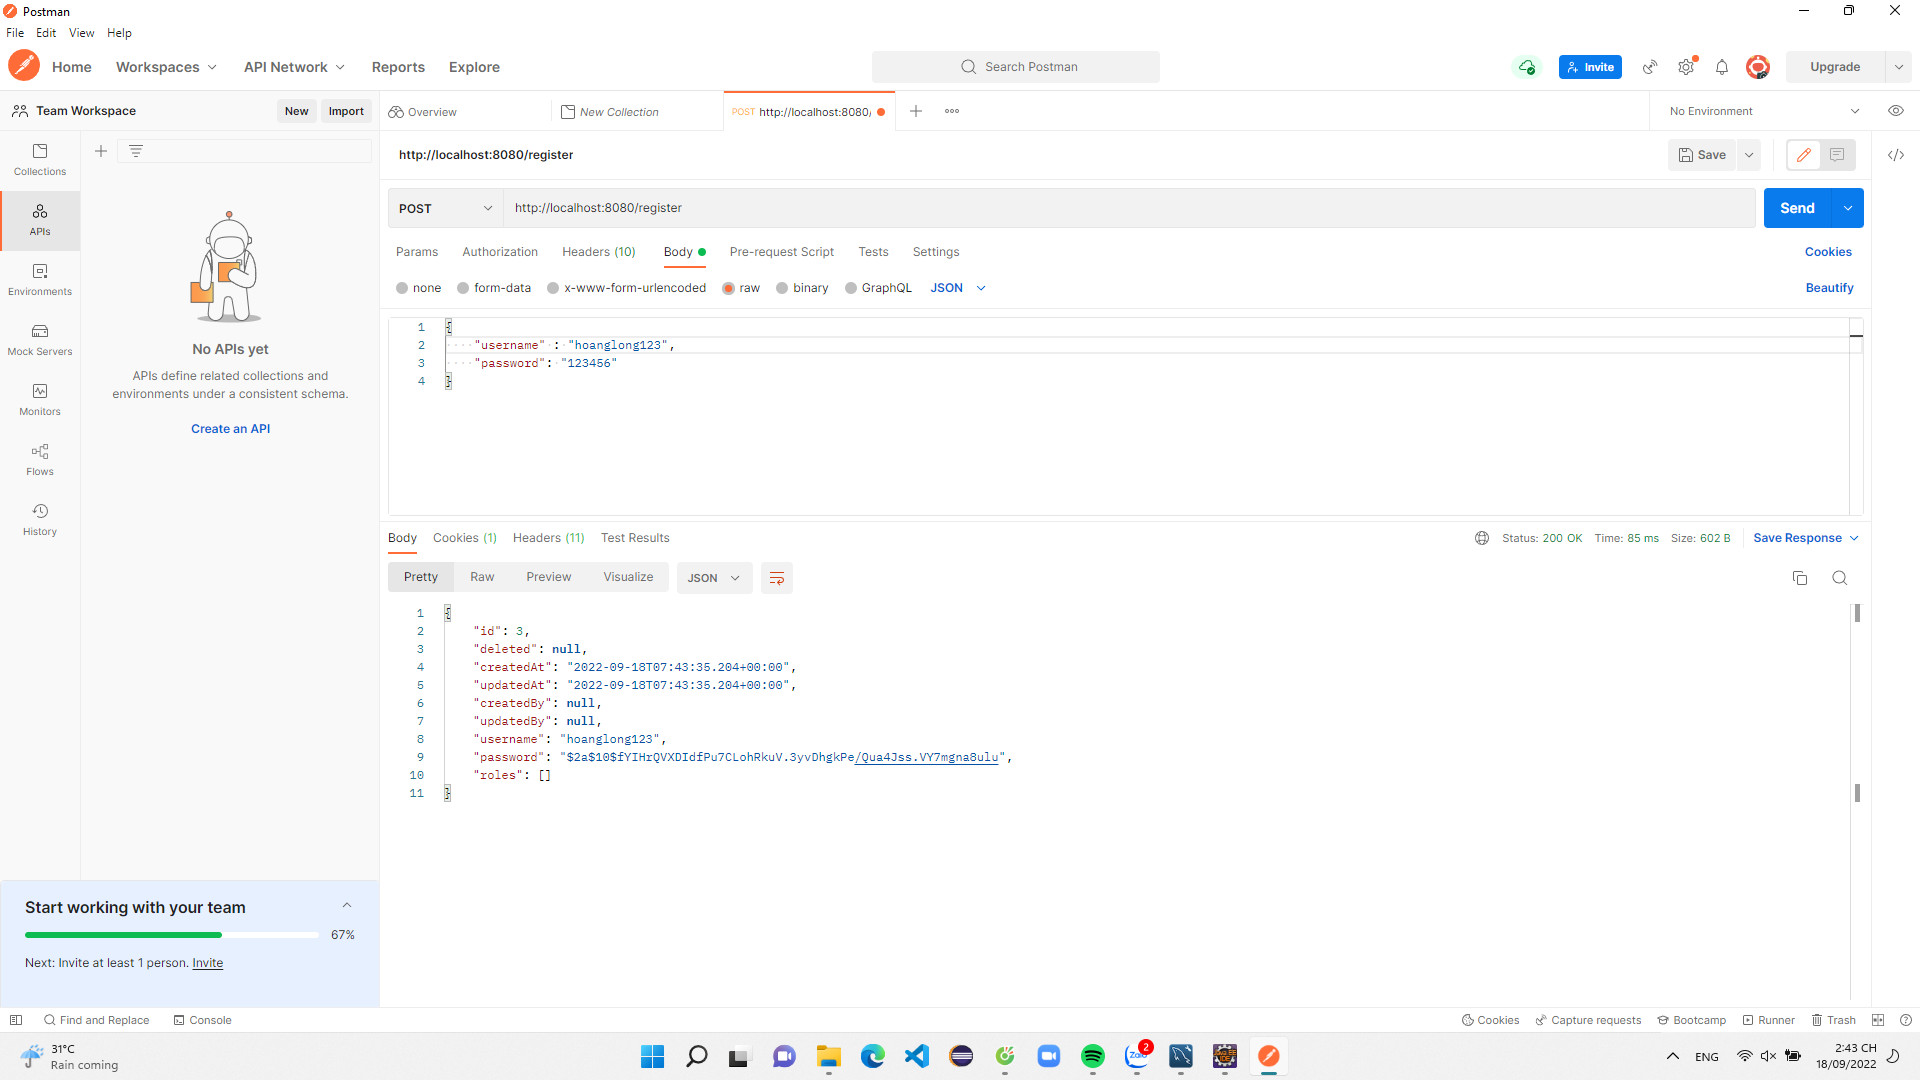 Postman
File Edit View Help
Home Workspaces API Network Reports Explore
Search Postman
Invite
Upgrade
Team Workspace
New Import
Overview
New Collection
POST http://localhost:8080/
No Environment
Collections
APIs
Environments
Mock Servers
Monitors
Flows
History
No APIs yet
APIs define related collections and
environments under a consistent schema.
Create an API
http://localhost:8080/register
Save
POST http://localhost:8080/register
Send
Params Authorization Headers (10) Body Pre-request Script Tests Settings
Cookies
none form-data x-www-form-urlencoded raw binary GraphQL JSON
Beautify
1 {
2 "username" : "hoanglong123",
3 "password": "123456"
4 }
Body Cookies (1) Headers (11) Test Results
Status: 200 OK Time: 85 ms Size: 602 B Save Response
Pretty Raw Preview Visualize JSON
1 {
2 "id": 3,
3 "deleted": null,
4 "createdAt": "2022-09-18T07:43:35.204+00:00",
5 "updatedAt": "2022-09-18T07:43:35.204+00:00",
6 "createdBy": null,
7 "updatedBy": null,
8 "username": "hoanglong123",
9 "password": "$2a$10$fYIHrQVXDIdfPu7CLohRkuV.3yvDhgkPe/Qua4Jss.VY7mgna8ulu",
10 "roles": []
11 }
Start working with your team
67%
Next: Invite at least 1 person. Invite
Find and Replace Console
Cookies Capture requests Bootcamp Runner Trash
31°C
Rain coming
Zalo
2
ENG
2:43 CH
18/09/2022